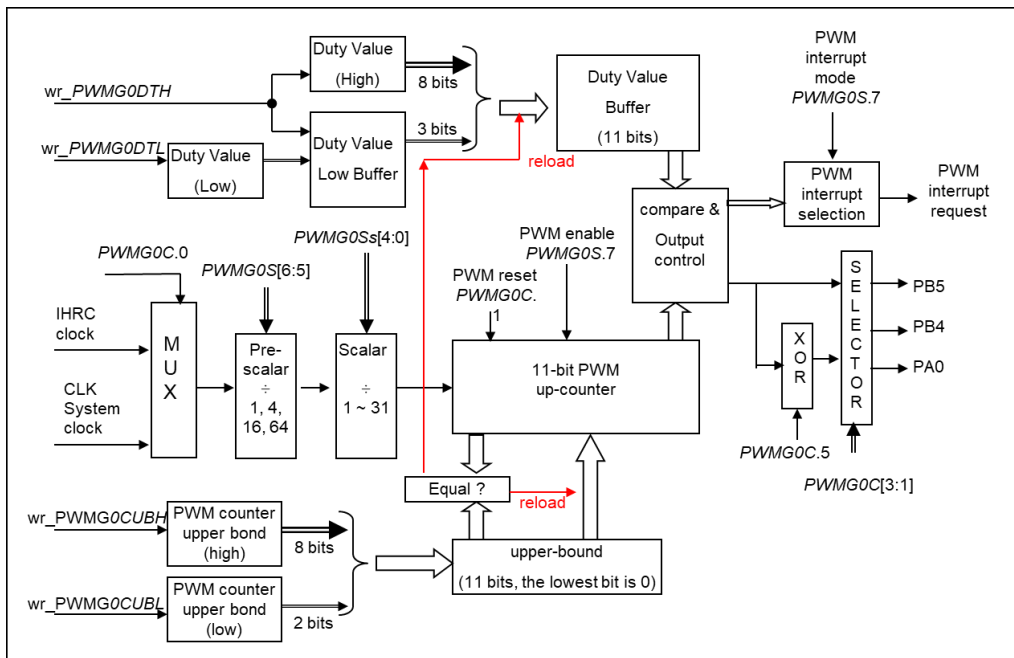 wr_PWMG0DTH
Duty Value
(High)
8 bits
wr_PWMG0DTL
Duty Value
(Low)
Duty Value
Low Buffer
3 bits
reload
Duty Value
Buffer
(11 bits)
PWM
interrupt
mode
PWMG0S.7
PWM
interrupt
selection
PWM
interrupt
request
compare &
Output
control
PWMG0C.0
PWMG0S[6:5]
PWMG0Ss[4:0]
PWM reset
PWMG0C.
1
PWM enable
PWMG0S.7
IHRC
clock
CLK
System
clock
M
U
X
Pre-
scalar
÷
1, 4,
16, 64
Scalar
÷
1 ~ 31
11-bit PWM
up-counter
X
O
R
PWMG0C.5
S
E
L
E
C
T
O
R
PWMG0C[3:1]
PB5
PB4
PA0
Equal ?
reload
wr_PWMG0CUBH
PWM counter
upper bond
(high)
8 bits
wr_PWMG0CUBL
PWM counter
upper bond
(low)
2 bits
upper-bound
(11 bits, the lowest bit is 0)